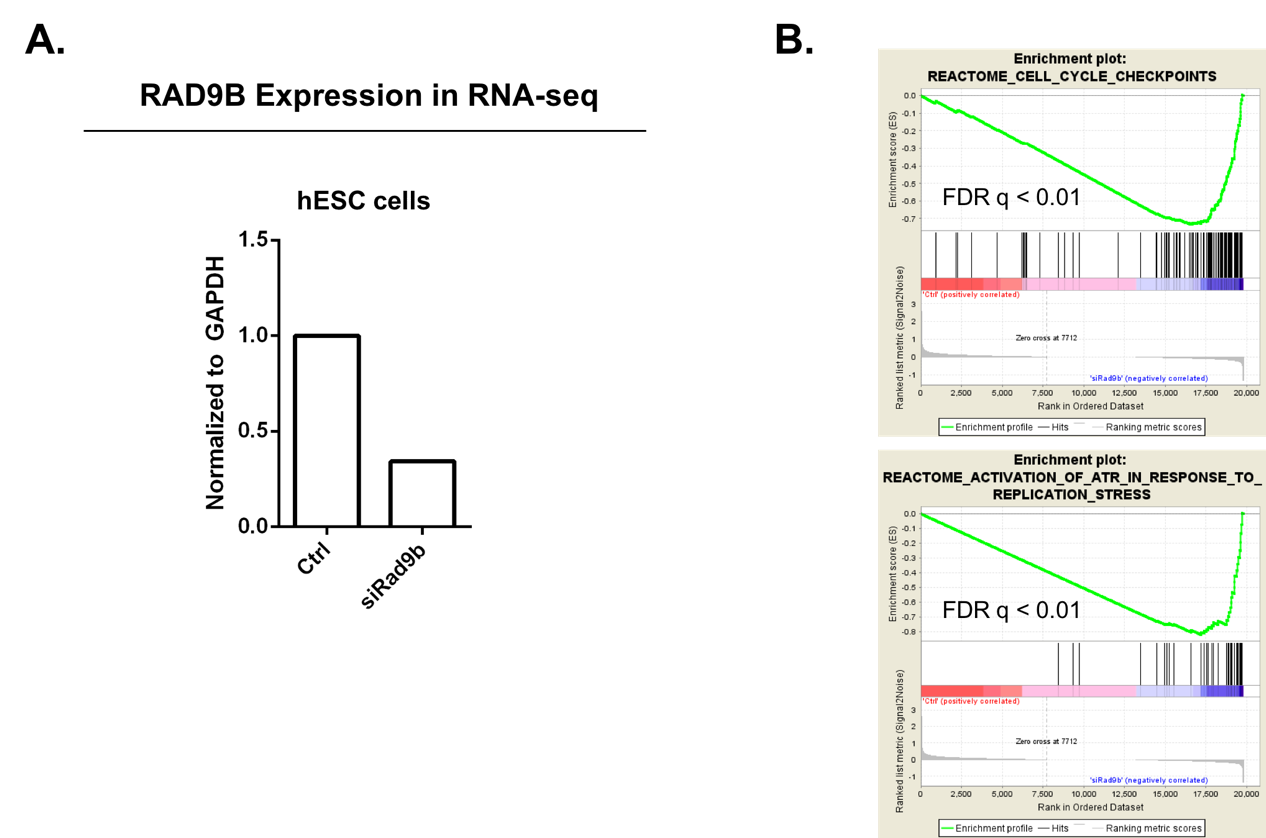 A.
RAD9B Expression in RNA-seq
hESC cells
Normalized to GAPDH
1.5
1.0
0.5
0.0
Ctrl
siRad9b
B.
Enrichment plot:
REACTOME_CELL_CYCLE_CHECKPOINTS
Enrichment score (ES)
0.0
-0.1
-0.2
-0.3
-0.4
-0.5
-0.6
-0.7
FDR q < 0.01
'Ctrl' (positively correlated)
Ranked list metric (Signal2Noise)
3
2
1
0
-1
Zero cross at 7712
'siRad9b' (negatively correlated)
0 2,500 5,000 7,500 10,000 12,500 15,000 17,500 20,000
Rank in Ordered Dataset
Enrichment profile Hits Ranking metric scores
Enrichment plot:
REACTOME_ACTIVATION_OF_ATR_IN_RESPONSE_TO_
REPLICATION_STRESS
Enrichment score (ES)
0.0
-0.1
-0.2
-0.3
-0.4
-0.5
-0.6
-0.7
-0.8
FDR q < 0.01
'Ctrl' (positively correlated)
Ranked list metric (Signal2Noise)
3
2
1
0
-1
Zero cross at 7712
'siRad9b' (negatively correlated)
0 2,500 5,000 7,500 10,000 12,500 15,000 17,500 20,000
Rank in Ordered Dataset
Enrichment profile Hits Ranking metric scores